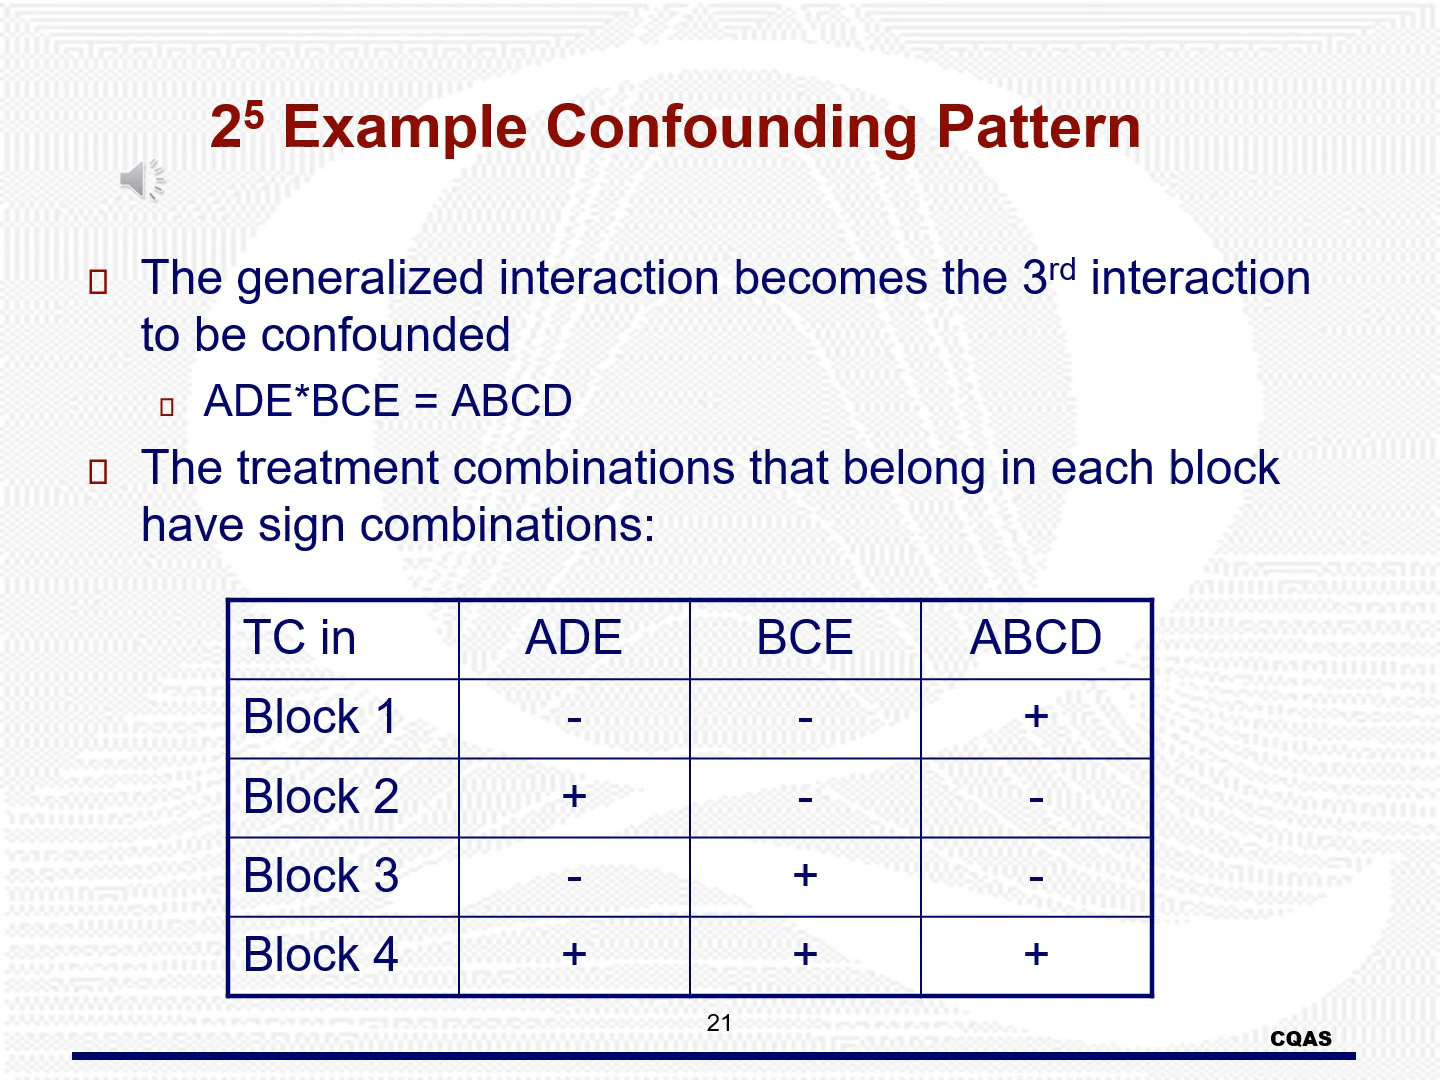 2⁵ Example Confounding Pattern
The generalized interaction becomes the 3rd interaction
to be confounded
ADE*BCE = ABCD
The treatment combinations that belong in each block
have sign combinations:
TC in ADE BCE ABCD
Block 1 - - +
Block 2 + - -
Block 3 - + -
Block 4 + + +
21
CQAS